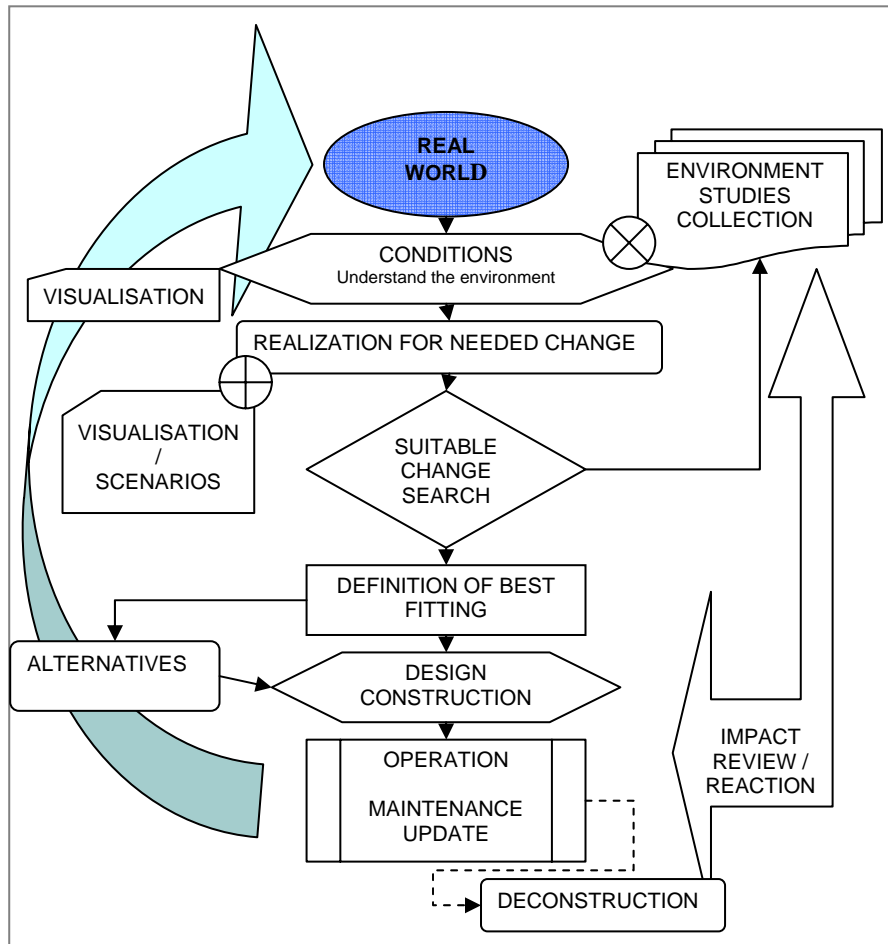 REAL
WORLD
ENVIRONMENT
STUDIES
COLLECTION
CONDITIONS
Understand the environment
VISUALISATION
REALIZATION FOR NEEDED CHANGE
VISUALISATION
/
SCENARIOS
SUITABLE
CHANGE
SEARCH
DEFINITION OF BEST
FITTING
ALTERNATIVES
DESIGN
CONSTRUCTION
IMPACT
REVIEW /
REACTION
OPERATION
MAINTENANCE
UPDATE
DECONSTRUCTION